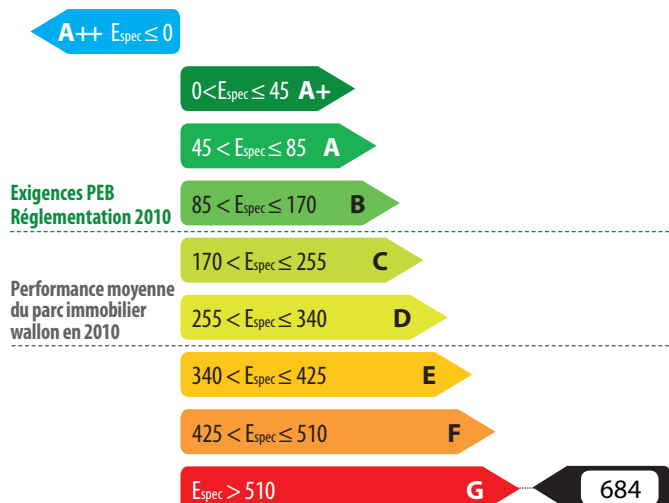 A++ Espec ≤ 0
0<Espec ≤ 45 A+
45 < Espec ≤ 85 A
Exigences PEB
Réglementation 2010
85 < Espec ≤ 170 B
170 < Espec ≤ 255 C
Performance moyenne
du parc immobilier
wallon en 2010
255 < Espec ≤ 340 D
340 < Espec ≤ 425 E
425 < Espec ≤ 510 F
Espec > 510 G
684